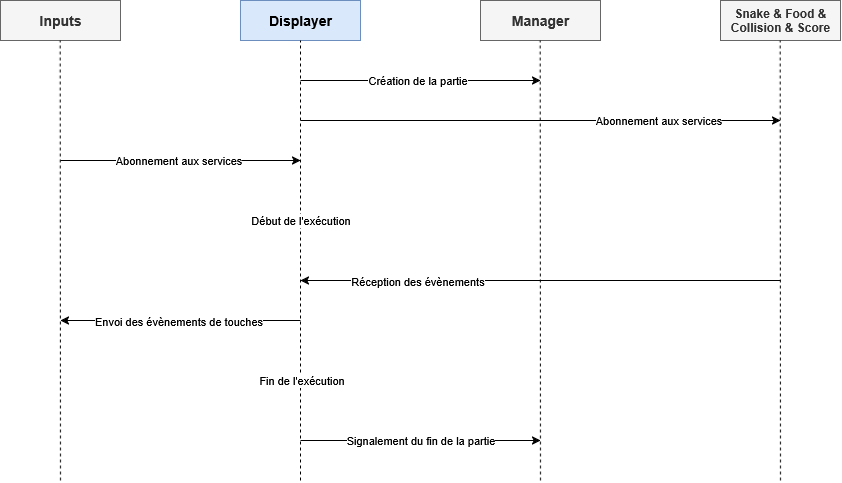 Inputs
Displayer
Manager
Snake & Food &
Collision & Score
Création de la partie
Abonnement aux services
Abonnement aux services
Début de l'exécution
Réception des évènements
Envoi des évènements de touches
Fin de l'exécution
Signalement du fin de la partie